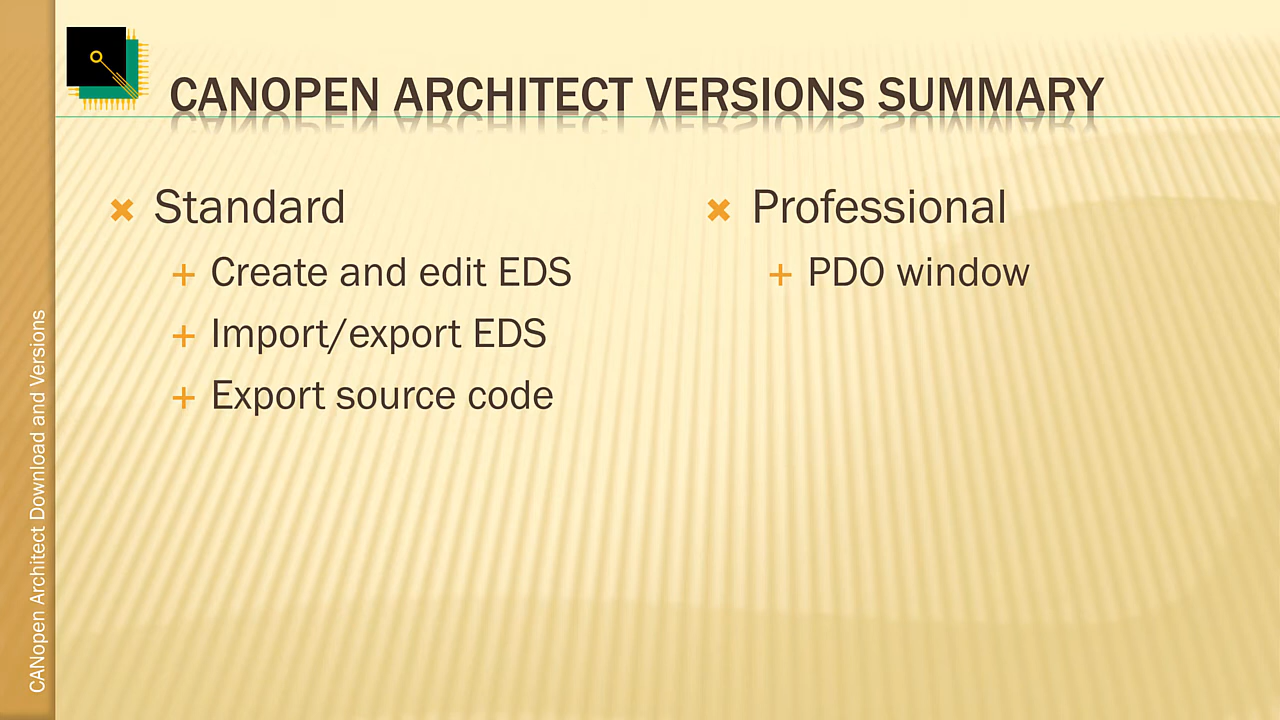 CANOPEN ARCHITECT VERSIONS SUMMARY
Standard
Create and edit EDS
Import/export EDS
Export source code
Professional
PDO window
CANopen Architect Download and Versions